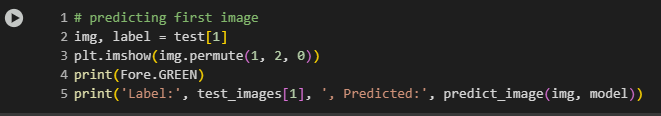 1 # predicting first image
2 img, label = test[1]
3 plt.imshow(img.permute(1, 2, 0))
4 print(Fore.GREEN)
5 print('Label:', test_images[1], ', Predicted:', predict_image(img, model))